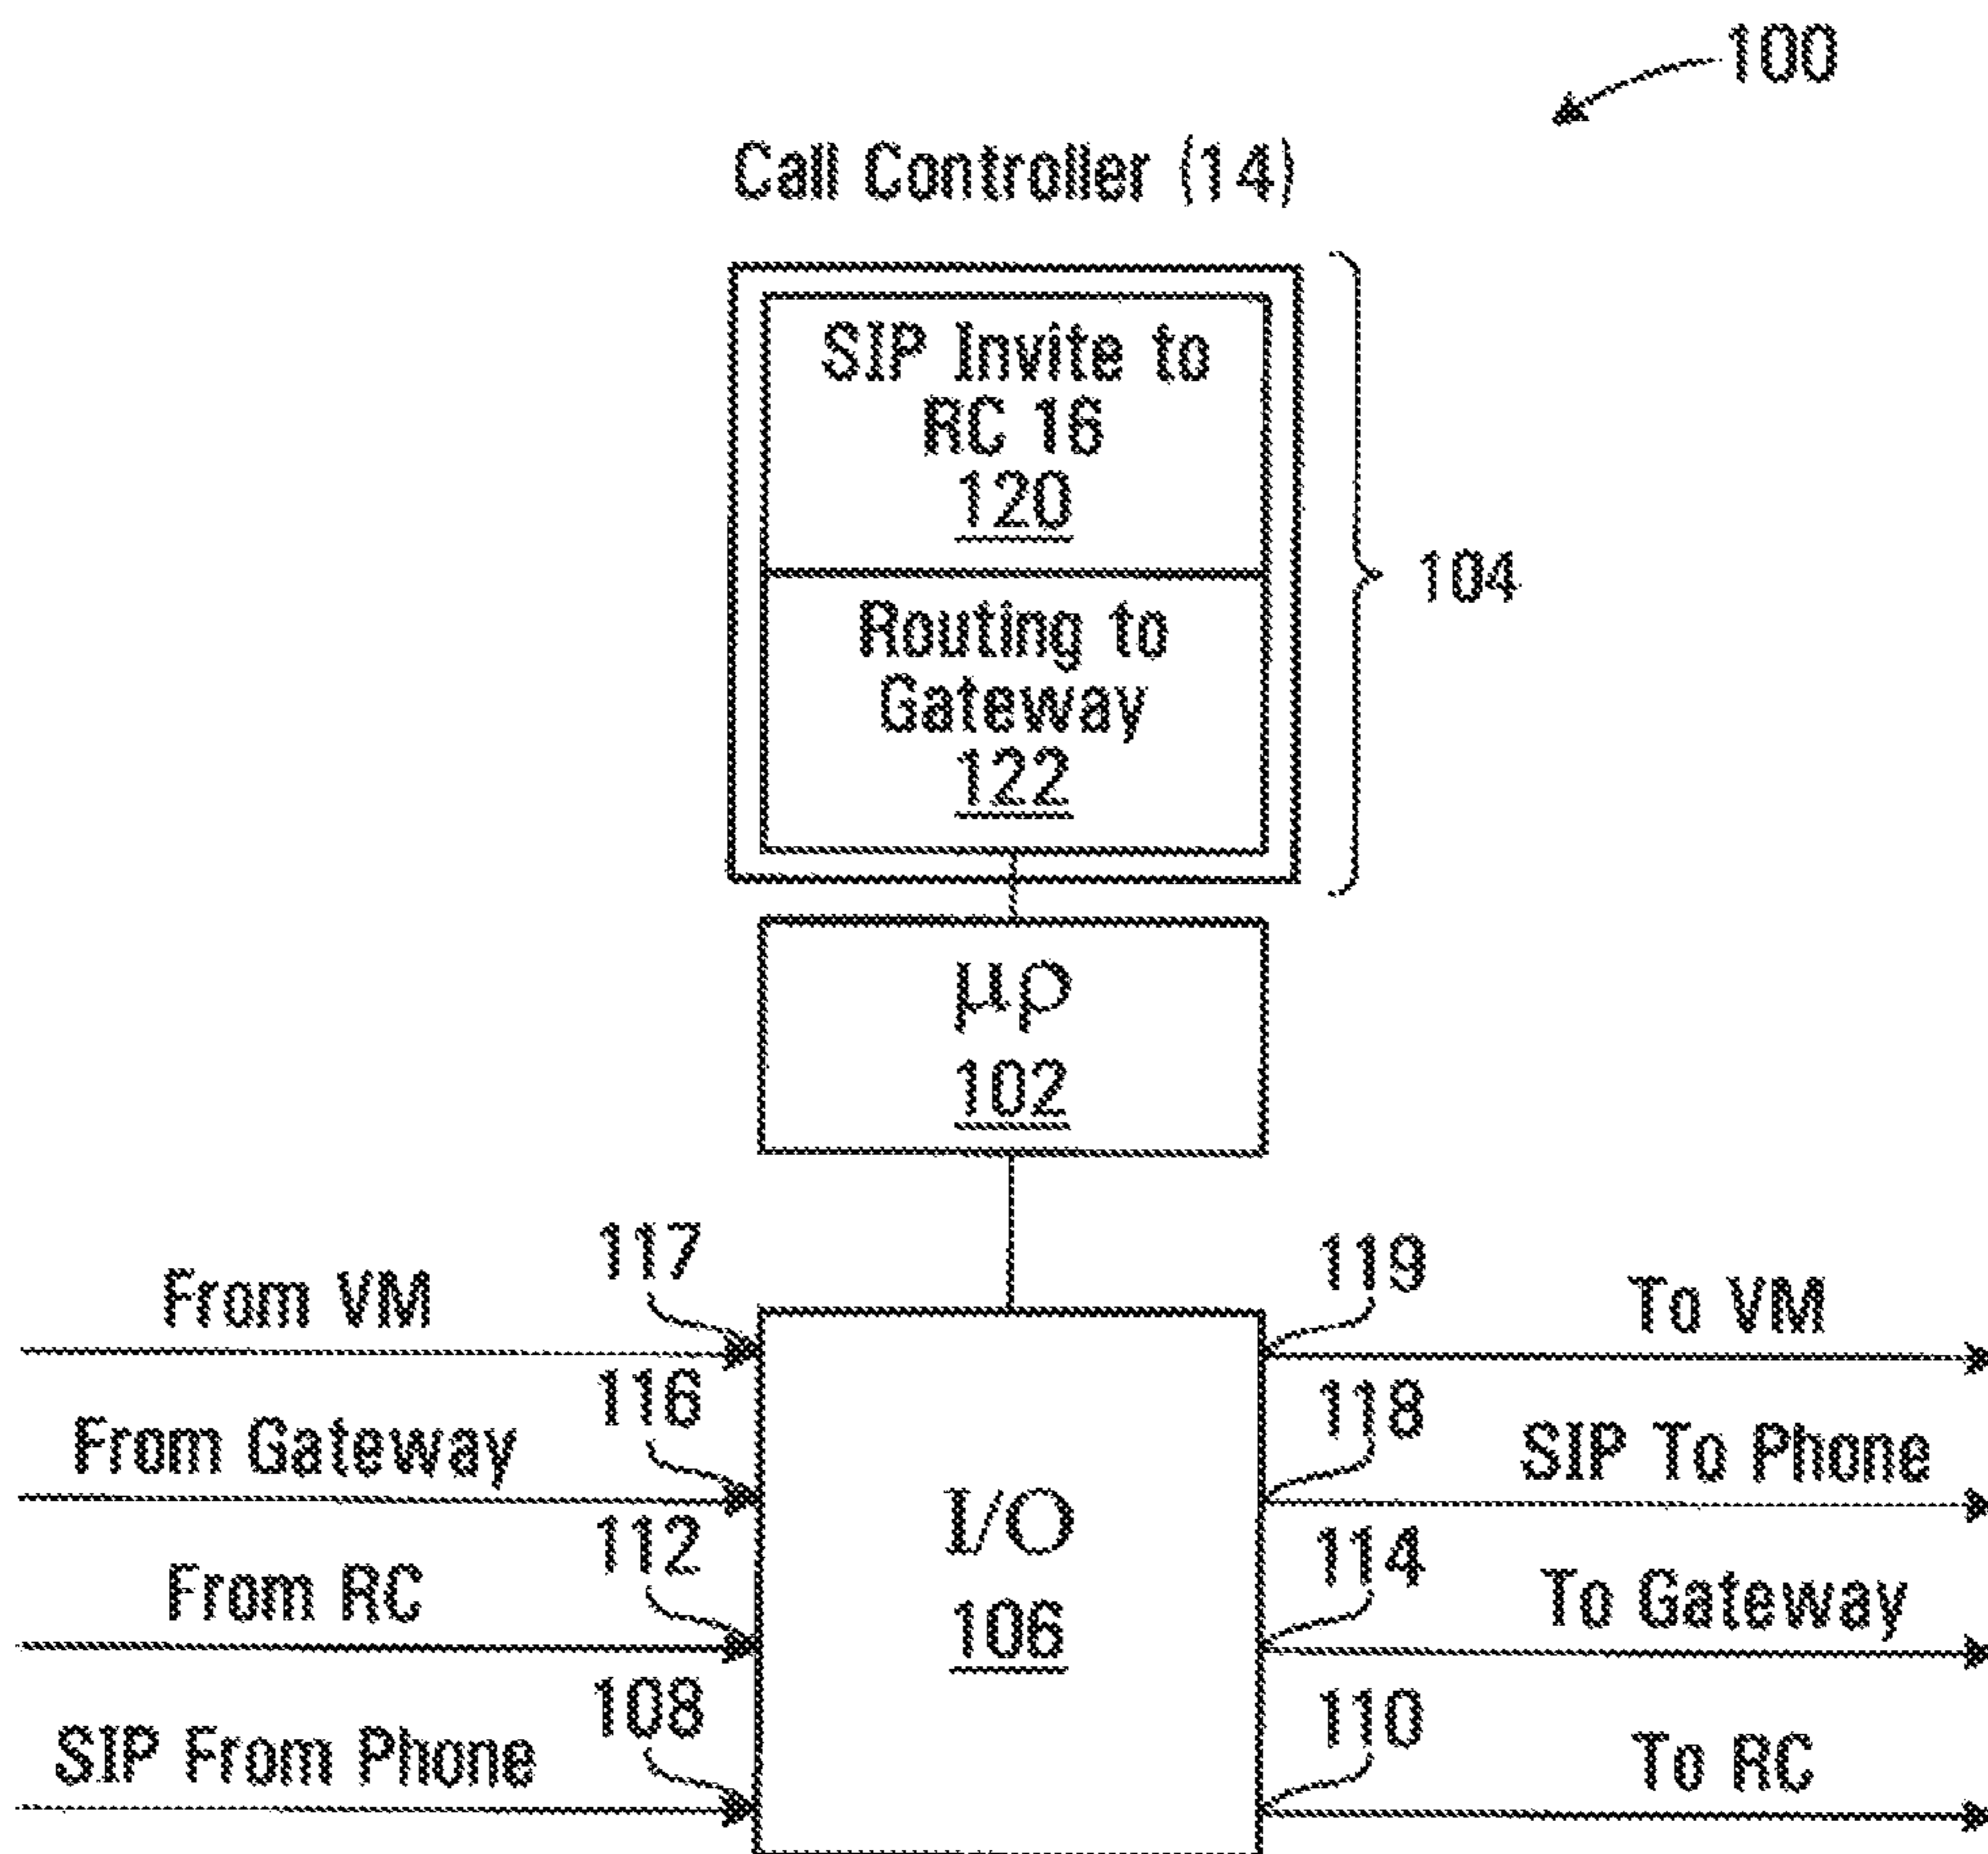 100
Call Controller (14)
SIP Invite to
RC 16
120
104
Routing to
Gateway
122
µρ
102
117
119
From VM
To VM
116
118
From Gateway
SIP To Phone
I/O
112
114
From RC
To Gateway
106
108
110
SIP From Phone
To RC